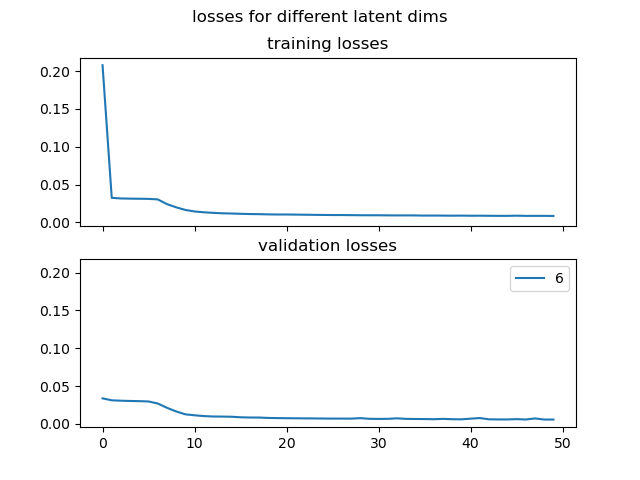 losses for different latent dims
training losses
0.20
0.15
0.10
0.05
0.00
validation losses
6
0.20
0.15
0.10
0.05
0.00
0 10 20 30 40 50